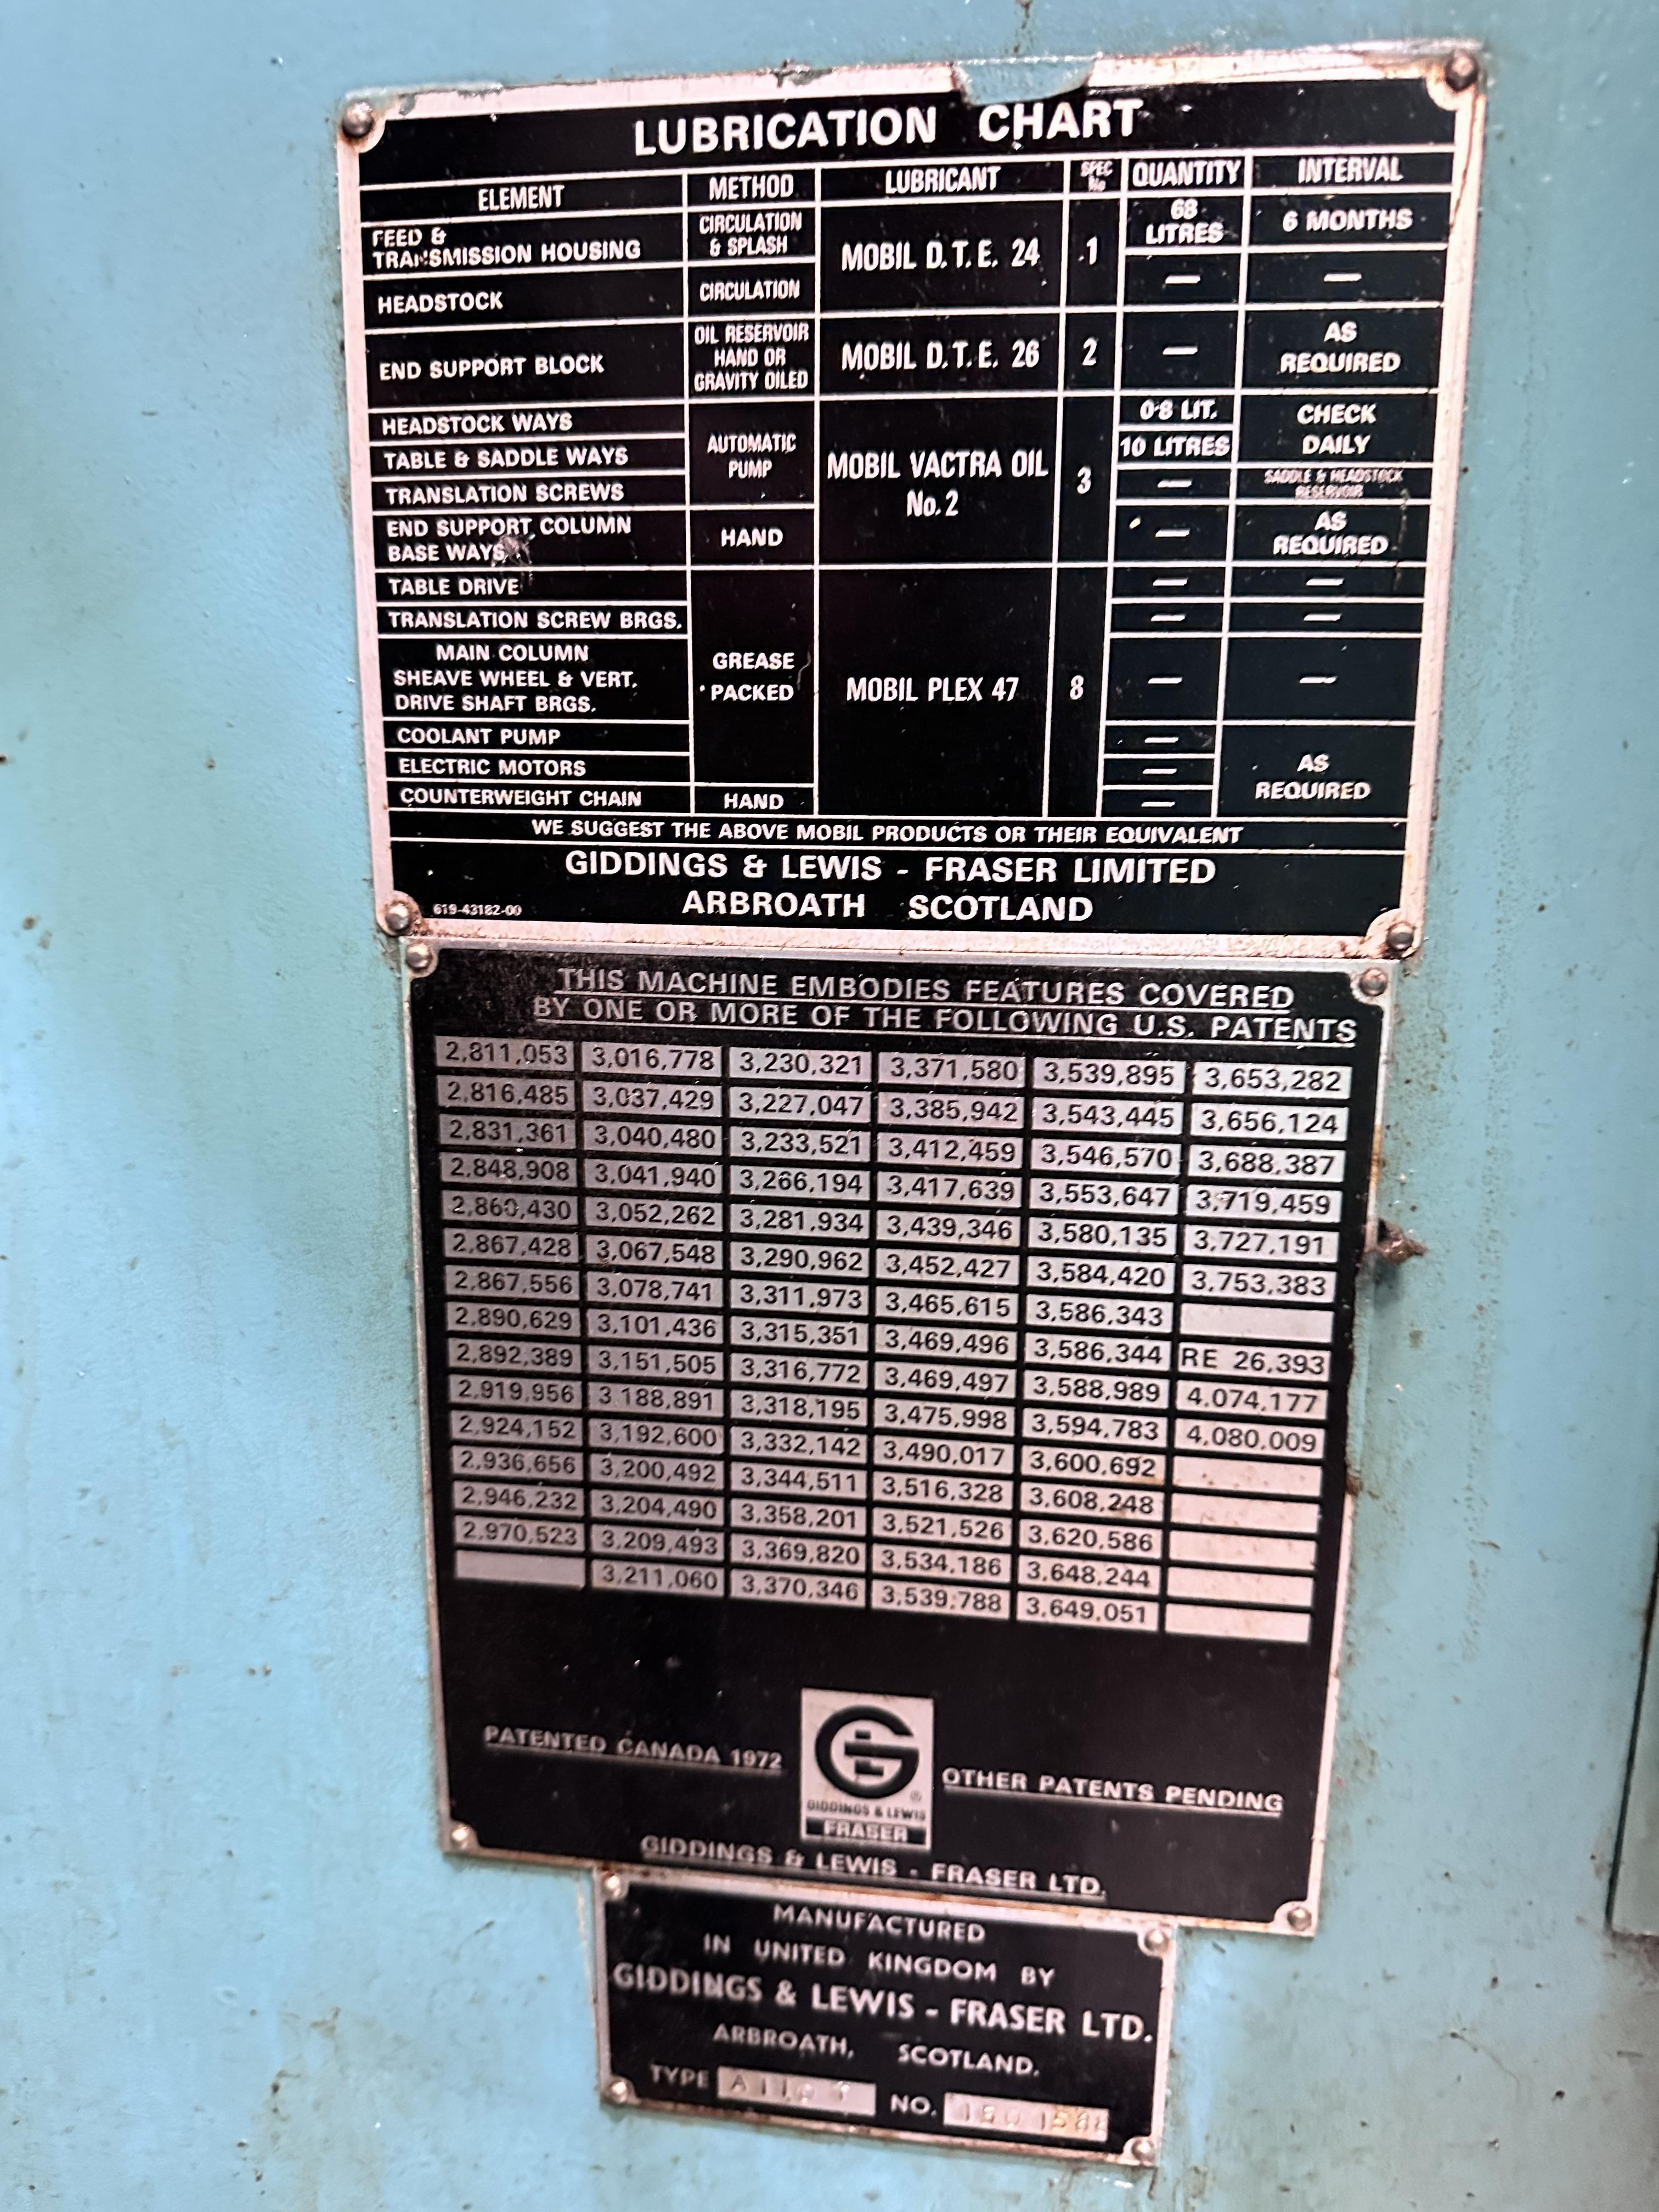 LUBRICATION CHART
ELEMENT METHOD LUBRICANT SPEC No QUANTITY INTERVAL
FEED &
TRANSMISSION HOUSING
CIRCULATION
& SPLASH
MOBIL D.T.E. 24
1
68
LITRES
6 MONTHS
HEADSTOCK
CIRCULATION
—
—
END SUPPORT BLOCK
OIL RESERVOIR
HAND OR
GRAVITY OILED
MOBIL D.T.E. 26
2
—
AS
REQUIRED
HEADSTOCK WAYS
TABLE & SADDLE WAYS
TRANSLATION SCREWS
AUTOMATIC
PUMP
MOBIL VACTRA OIL
No. 2
3
0·8 LIT.
10 LITRES
—
CHECK
DAILY
SADDLE & HEADSTOCK
RESERVOIR
END SUPPORT COLUMN
BASE WAYS
HAND
—
AS
REQUIRED
TABLE DRIVE
— —
TRANSLATION SCREW BRGS.
— —
MAIN COLUMN
SHEAVE WHEEL & VERT.
DRIVE SHAFT BRGS.
GREASE
PACKED
MOBIL PLEX 47
8
—
—
COOLANT PUMP
—
ELECTRIC MOTORS
—
AS
REQUIRED
COUNTERWEIGHT CHAIN
HAND
—
WE SUGGEST THE ABOVE MOBIL PRODUCTS OR THEIR EQUIVALENT
GIDDINGS & LEWIS - FRASER LIMITED
ARBROATH SCOTLAND
619-43182-00
THIS MACHINE EMBODIES FEATURES COVERED
BY ONE OR MORE OF THE FOLLOWING U.S. PATENTS
2,811,053 3,016,778 3,230,321 3,371,580 3,539,895 3,653,282
2,816,485 3,037,429 3,227,047 3,385,942 3,543,445 3,656,124
2,831,361 3,040,480 3,233,521 3,412,459 3,546,570 3,688,387
2,848,908 3,041,940 3,266,194 3,417,639 3,553,647 3,719,459
2,860,430 3,052,262 3,281,934 3,439,346 3,580,135 3,727,191
2,867,428 3,067,548 3,290,962 3,452,427 3,584,420 3,753,383
2,867,556 3,078,741 3,311,973 3,465,615 3,586,343
2,890,629 3,101,436 3,315,351 3,469,496 3,586,344 RE 26,393
2,892,389 3,151,505 3,316,772 3,469,497 3,588,989 4,074,177
2,919,956 3 188,891 3,318,195 3,475,998 3,594,783 4,080,009
2,924,152 3,192,600 3,332,142 3,490,017 3,600,692
2,936,656 3,200,492 3,344,511 3,516,328 3,608,248
2,946,232 3,204,490 3,358,201 3,521,526 3,620,586
2,970,523 3,209,493 3,369,820 3,534,186 3,648,244
3,211,060 3,370,346 3,539,788 3,649,051
PATENTED CANADA 1972
G
®
GIDDINGS & LEWIS
FRASER
OTHER PATENTS PENDING
GIDDINGS & LEWIS - FRASER LTD.
MANUFACTURED
IN UNITED KINGDOM BY
GIDDINGS & LEWIS - FRASER LTD.
ARBROATH, SCOTLAND.
TYPE NO.